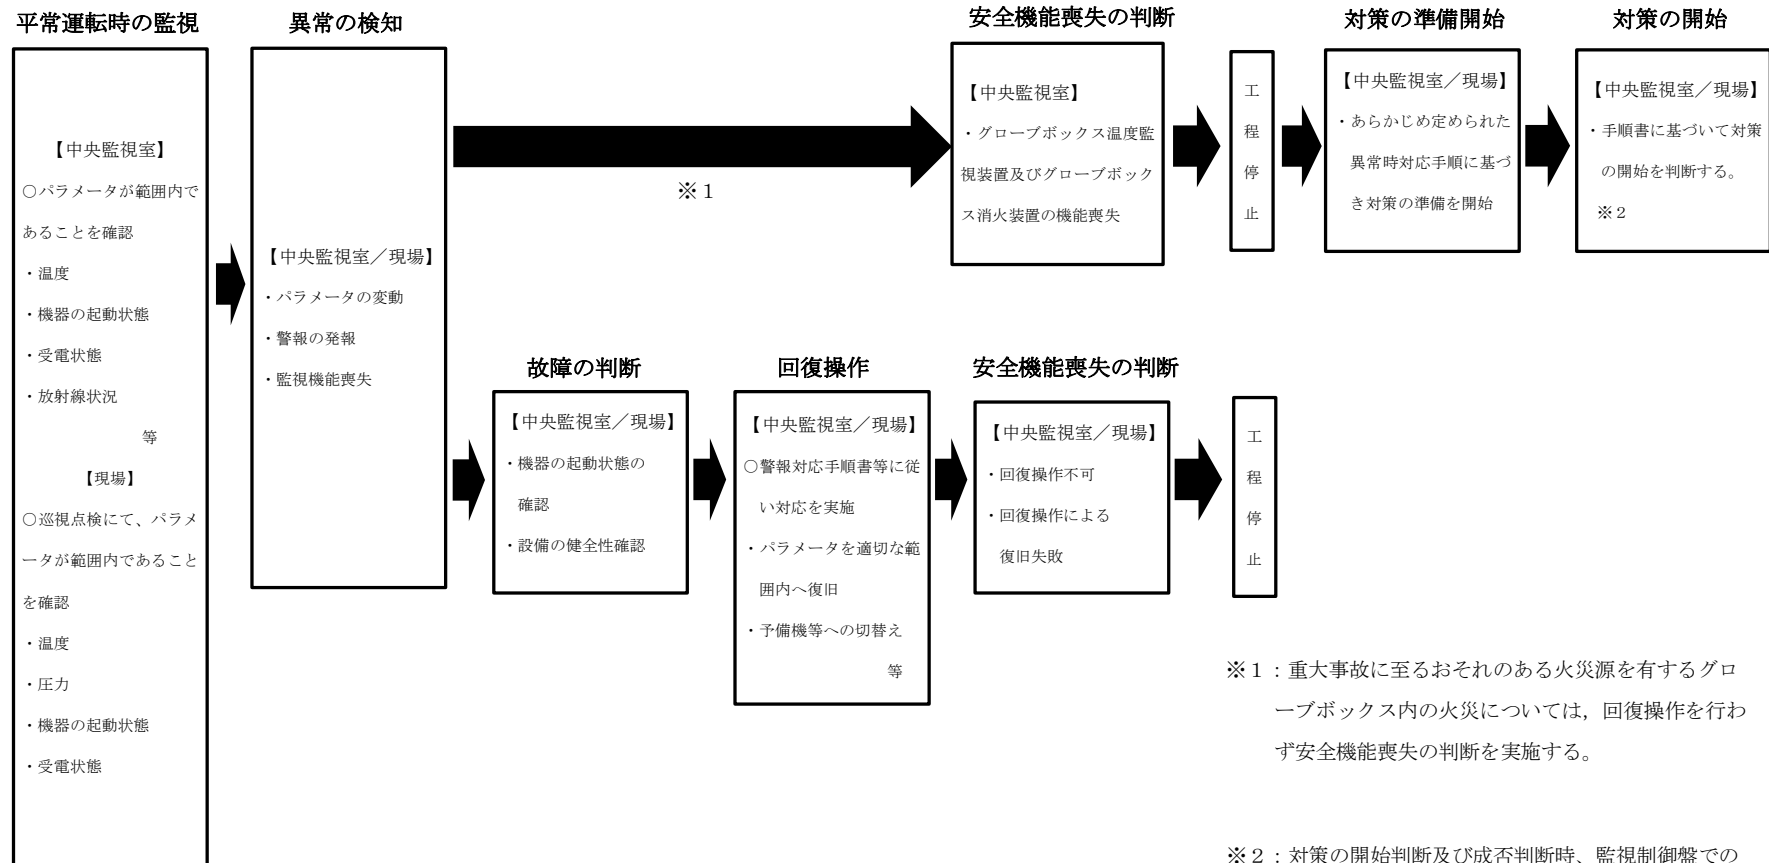 平常運転時の監視
【中央監視室】
○パラメータが範囲内で
あることを確認
・温度
・機器の起動状態
・受電状態
・放射線状況
等
【現場】
○巡視点検にて、パラメ
ータが範囲内であること
を確認
・温度
・圧力
・機器の起動状態
・受電状態
異常の検知
【中央監視室／現場】
・パラメータの変動
・警報の発報
・監視機能喪失
※１
安全機能喪失の判断
【中央監視室】
・グローブボックス温度監
視装置及びグローブボック
ス消火装置の機能喪失
工
程
停
止
対策の準備開始
【中央監視室/現場】
・あらかじめ定められた
異常時対応手順に基づ
き対策の準備を開始
対策の開始
【中央監視室/現場】
・手順書に基づいて対策
の開始を判断する。
※２
故障の判断
【中央監視室／現場】
・機器の起動状態の
確認
・設備の健全性確認
回復操作
【中央監視室／現場】
○警報対応手順書等に従
い対応を実施
・パラメータを適切な範
囲内へ復旧
・予備機等への切替え
等
安全機能喪失の判断
【中央監視室／現場】
・回復操作不可
・回復操作による
復旧失敗
工
程
停
止
※１：重大事故に至るおそれのある火災源を有するグロ
ーブボックス内の火災については，回復操作を行わ
ず安全機能喪失の判断を実施する。
※２：対策の開始判断及び成否判断時、監視制御盤での